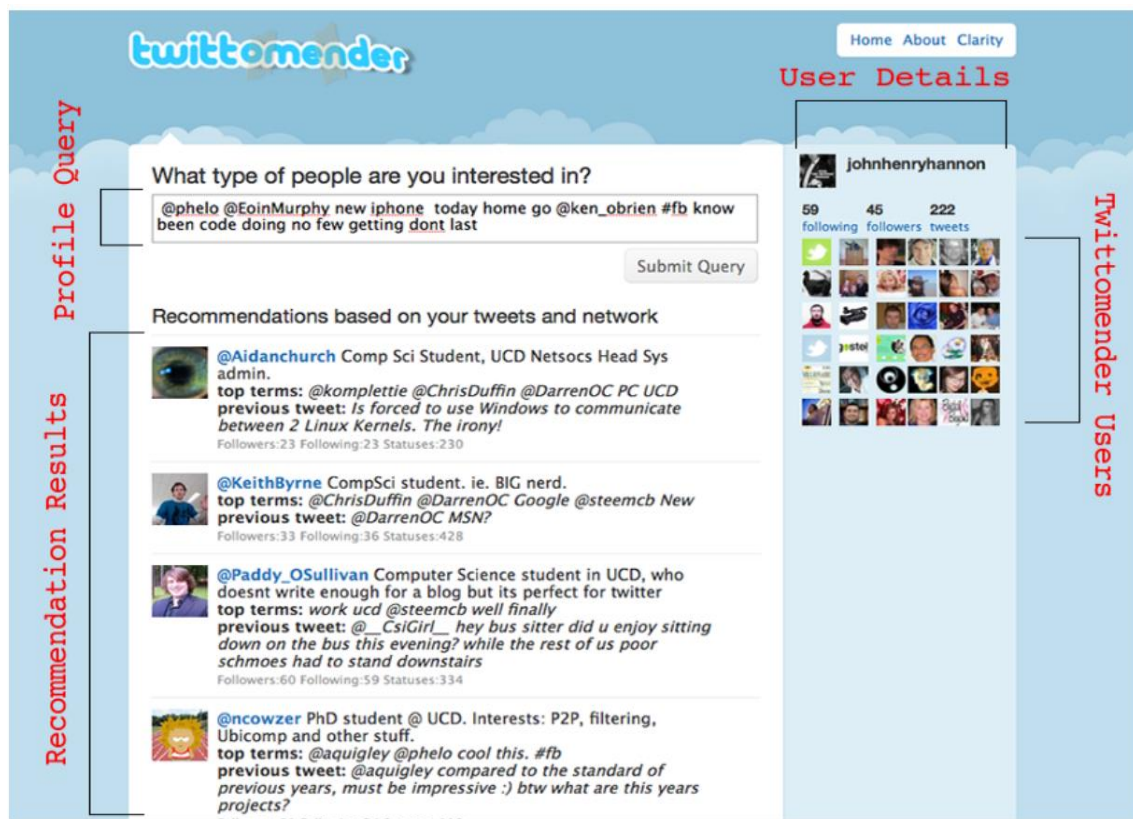 twittomender
Home About Clarity
User Details
Profile Query
What type of people are you interested in?
@phelo @EoinMurphy new iphone today home go @ken_obrien #fb know
been code doing no few getting dont last
Submit Query
johnhenryhannon
59 45 222
following followers tweets
Twittomender Users
Recommendation Results
Recommendations based on your tweets and network
@Aidanchurch Comp Sci Student, UCD Netsocs Head Sys
admin.
top terms: @komplettie @ChrisDuffin @DarrenOC PC UCD
previous tweet: Is forced to use Windows to communicate
between 2 Linux Kernels. The irony!
Followers:23 Following:23 Statuses:230
@KeithByrne CompSci student. ie. BIG nerd.
top terms: @ChrisDuffin @DarrenOC Google @steemcb New
previous tweet: @DarrenOC MSN?
Followers:33 Following:36 Statuses:428
@Paddy_OSullivan Computer Science student in UCD, who
doesnt write enough for a blog but its perfect for twitter
top terms: work ucd @steemcb well finally
previous tweet: @__CsiGirl__ hey bus sitter did u enjoy sitting
down on the bus this evening? while the rest of us poor
schmoes had to stand downstairs
Followers:60 Following:59 Statuses:334
@ncowzer PhD student @ UCD. Interests: P2P, filtering,
Ubicomp and other stuff.
top terms: @aquigley @phelo cool this. #fb
previous tweet: @aquigley compared to the standard of
previous years, must be impressive :) btw what are this years
projects?